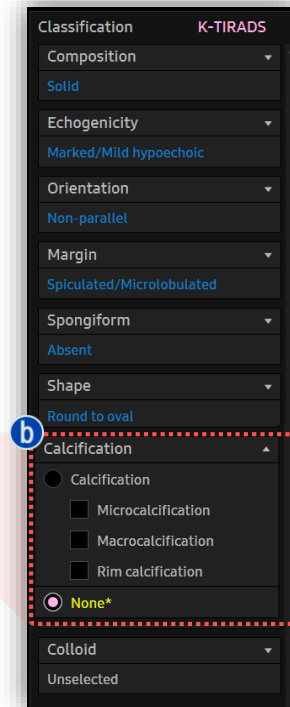 Classification K-TIRADS
Composition
Solid
Echogenicity
Marked/Mild hypoechoic
Orientation
Non-parallel
Margin
Spiculated/Microlobulated
Spongiform
Absent
Shape
Round to oval
b
Calcification
Calcification
Microcalcification
Macrocalcification
Rim calcification
None*
Colloid
Unselected